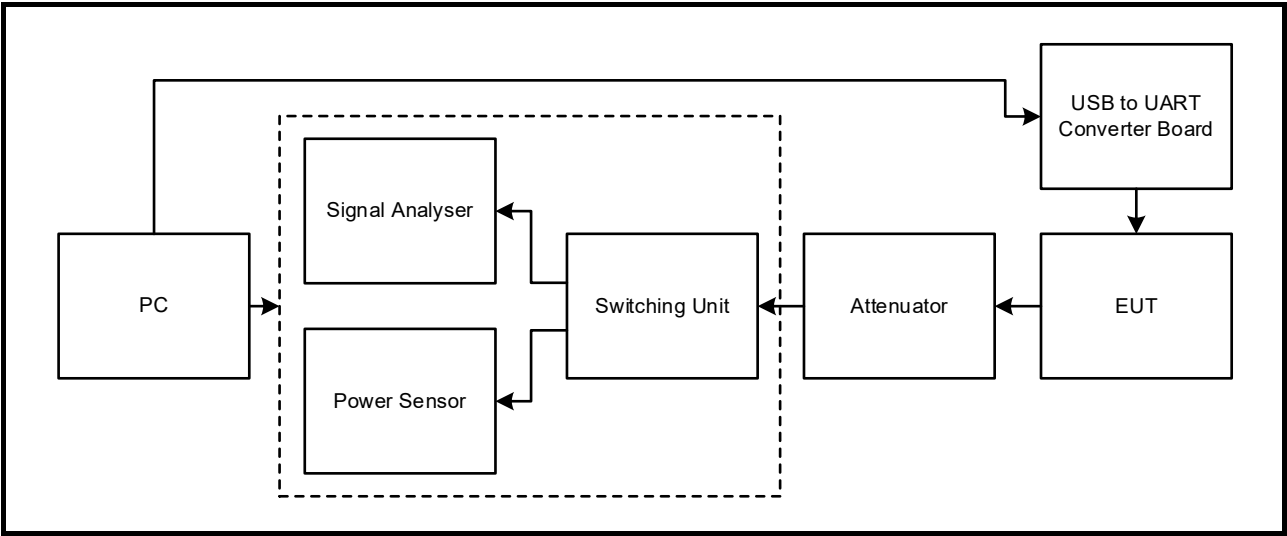 USB to UART
Converter Board
Signal Analyser
PC
Switching Unit
Attenuator
EUT
Power Sensor